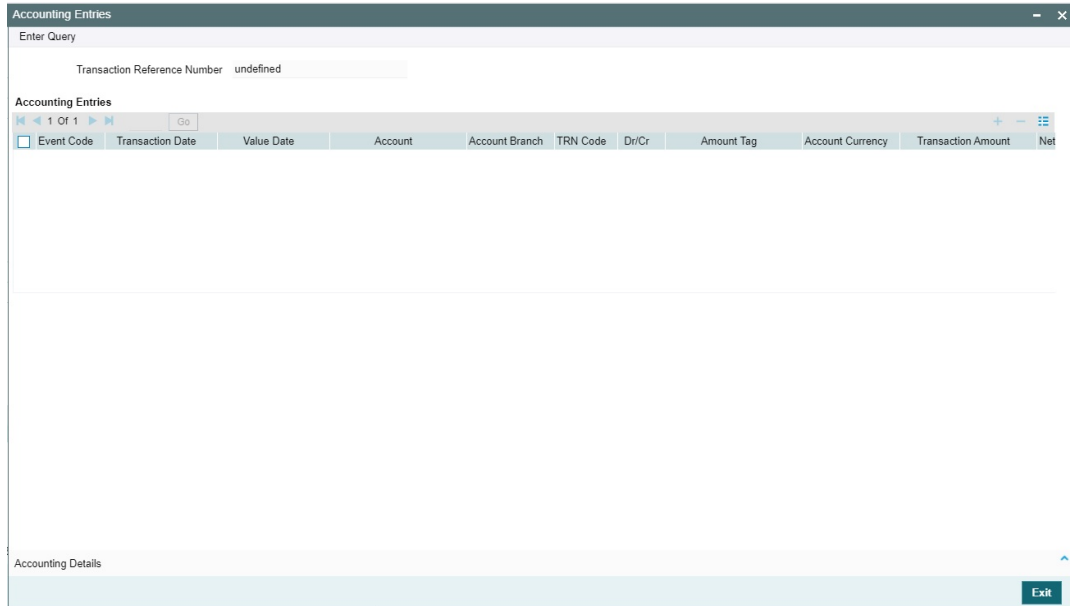 Accounting Entries
Enter Query
Transaction Reference Number undefined
Accounting Entries
1 Of 1 Go
Event Code Transaction Date Value Date Account Account Branch TRN Code Dr/Cr Amount Tag Account Currency Transaction Amount Net
Accounting Details
Exit